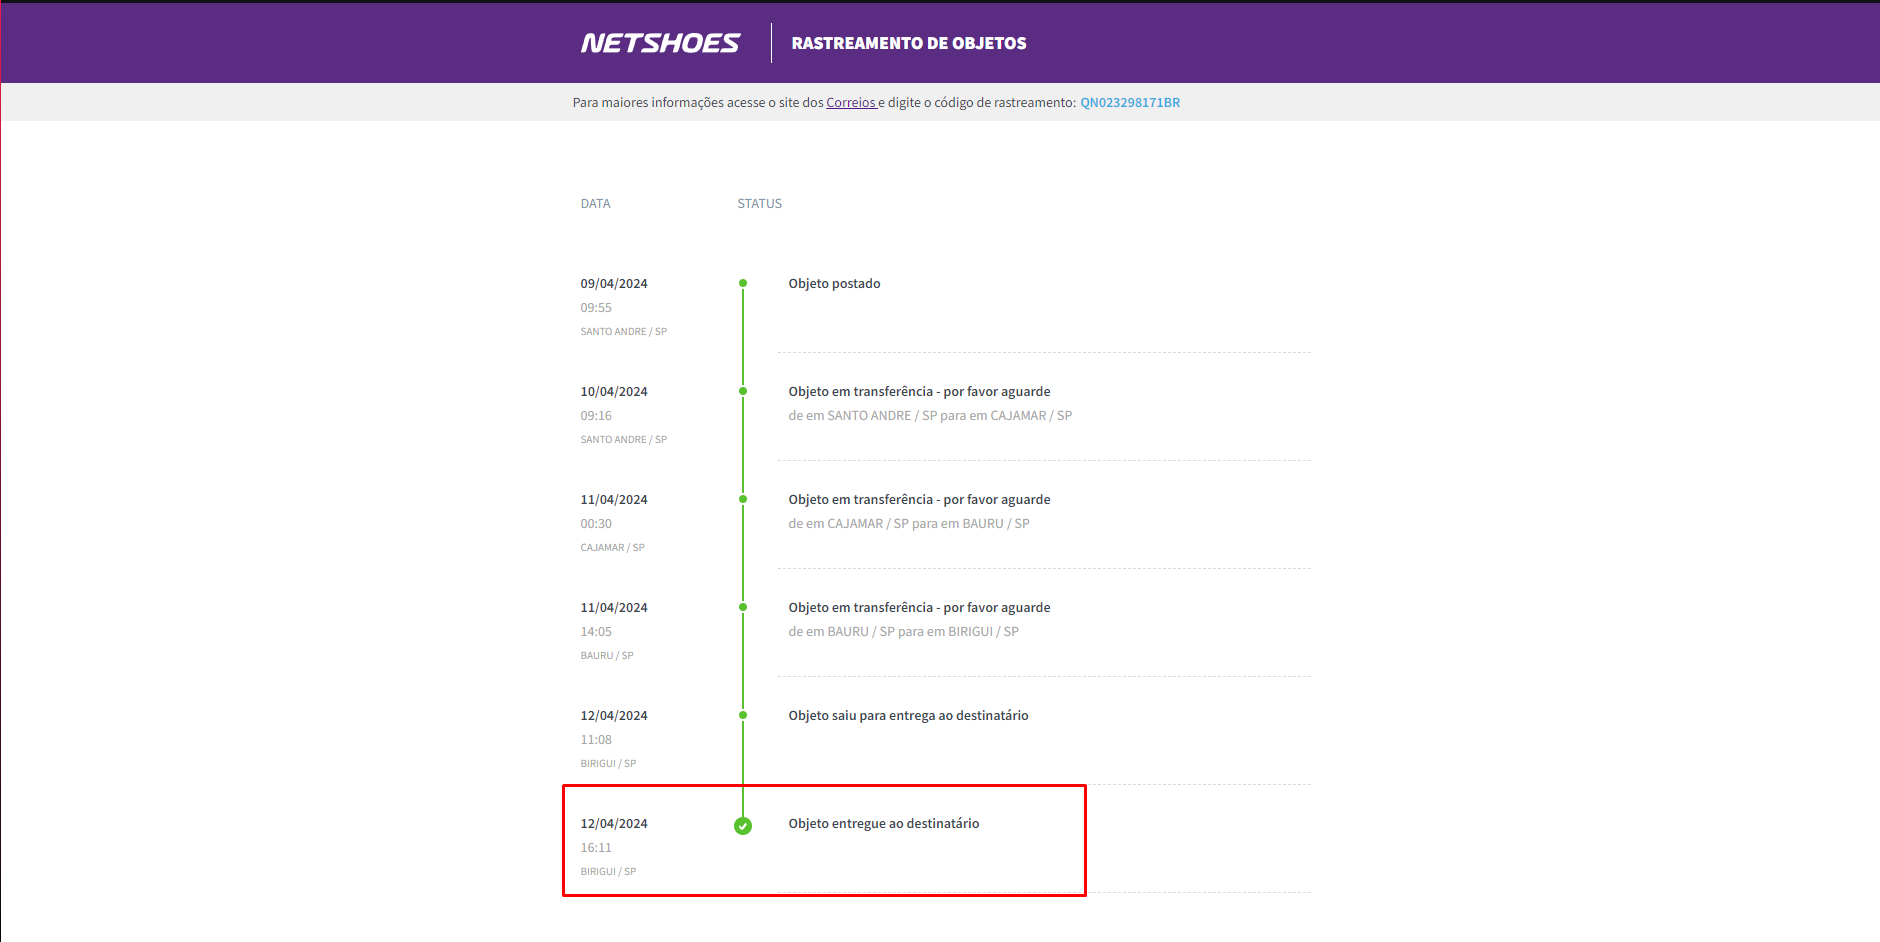 NETSHOES
RASTREAMENTO DE OBJETOS
Para maiores informações acesse o site dos Correios e digite o código de rastreamento: QN023298171BR
DATA
STATUS
09/04/2024
Objeto postado
09:55
SANTO ANDRE / SP
10/04/2024
Objeto em transferência - por favor aguarde
09:16
de em SANTO ANDRE / SP para em CAJAMAR / SP
SANTO ANDRE / SP
11/04/2024
Objeto em transferência - por favor aguarde
00:30
de em CAJAMAR / SP para em BAURU / SP
CAJAMAR / SP
11/04/2024
Objeto em transferência - por favor aguarde
14:05
de em BAURU / SP para em BIRIGUI / SP
BAURU / SP
12/04/2024
Objeto saiu para entrega ao destinatário
11:08
BIRIGUI / SP
12/04/2024
Objeto entregue ao destinatário
16:11
BIRIGUI / SP